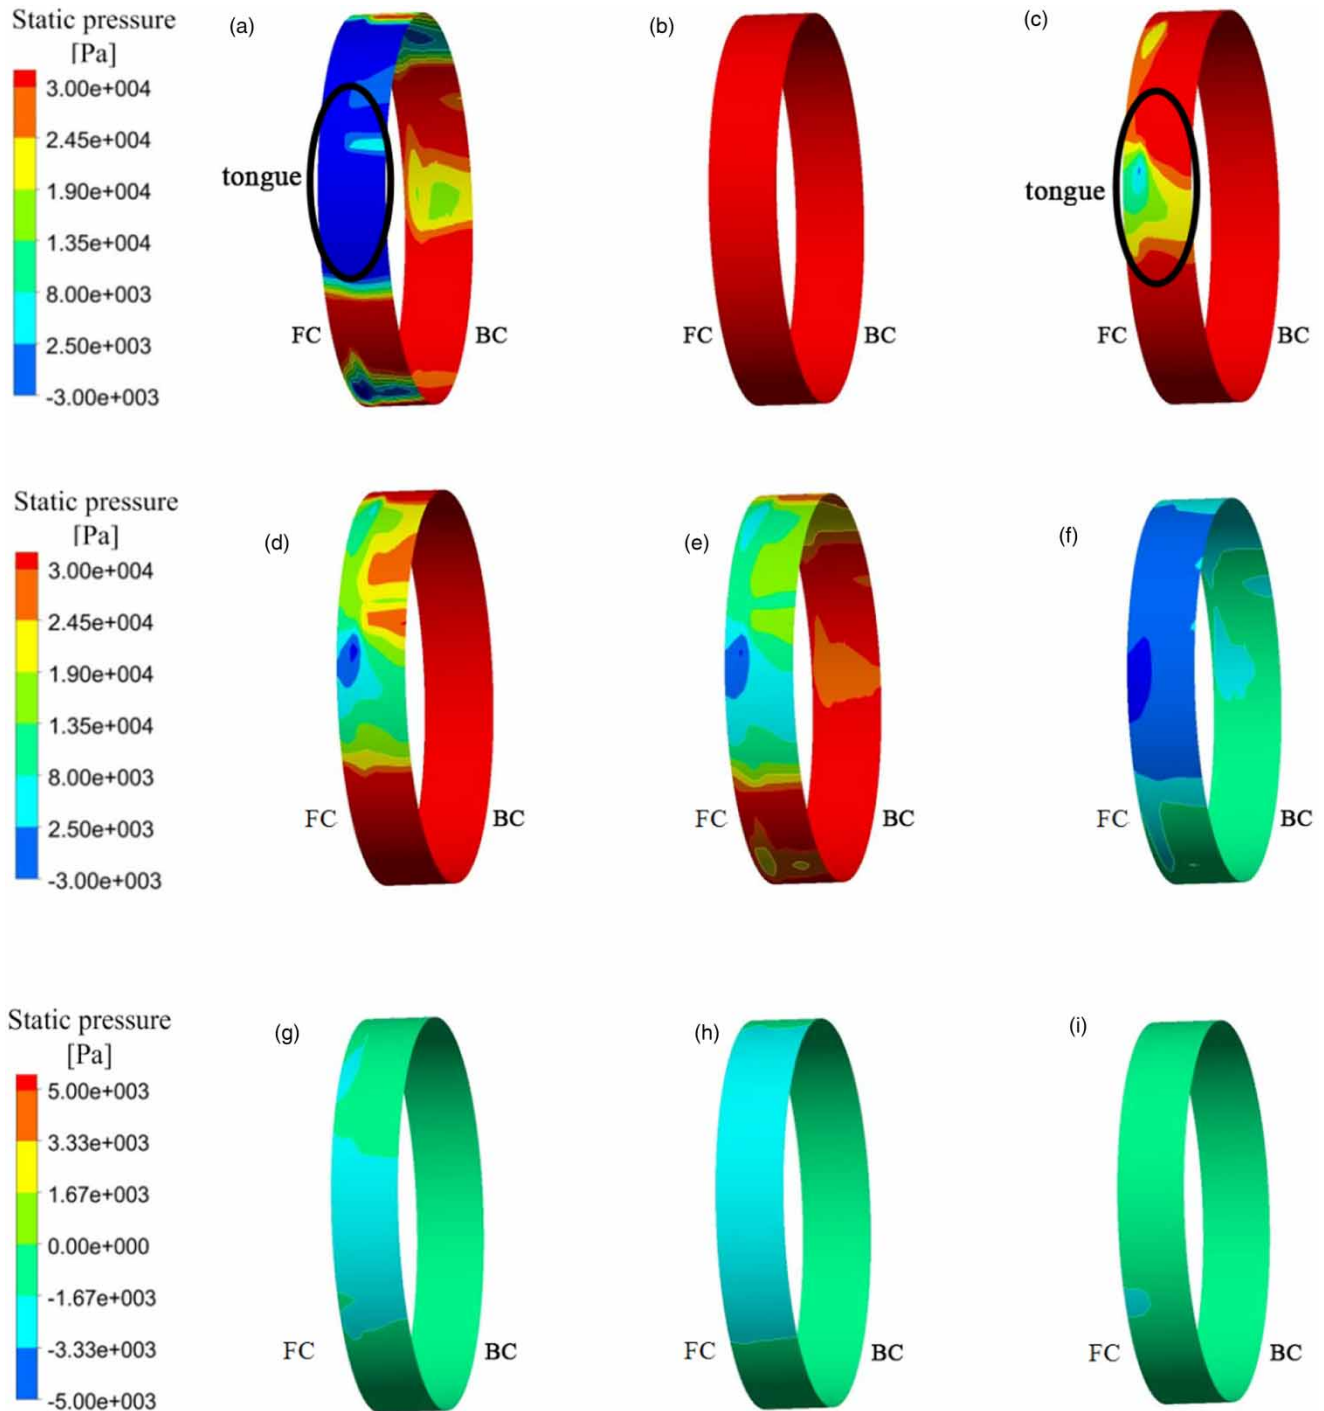 Static pressure
[Pa]
3.00e+004
2.45e+004
1.90e+004
1.35e+004
8.00e+003
2.50e+003
-3.00e+003
(a)
tongue
FC
BC
(b)
FC
BC
(c)
tongue
FC
BC
Static pressure
[Pa]
3.00e+004
2.45e+004
1.90e+004
1.35e+004
8.00e+003
2.50e+003
-3.00e+003
(d)
FC
BC
(e)
FC
BC
(f)
FC
BC
Static pressure
[Pa]
5.00e+003
3.33e+003
1.67e+003
0.00e+000
-1.67e+003
-3.33e+003
-5.00e+003
(g)
FC
BC
(h)
FC
BC
(i)
FC
BC